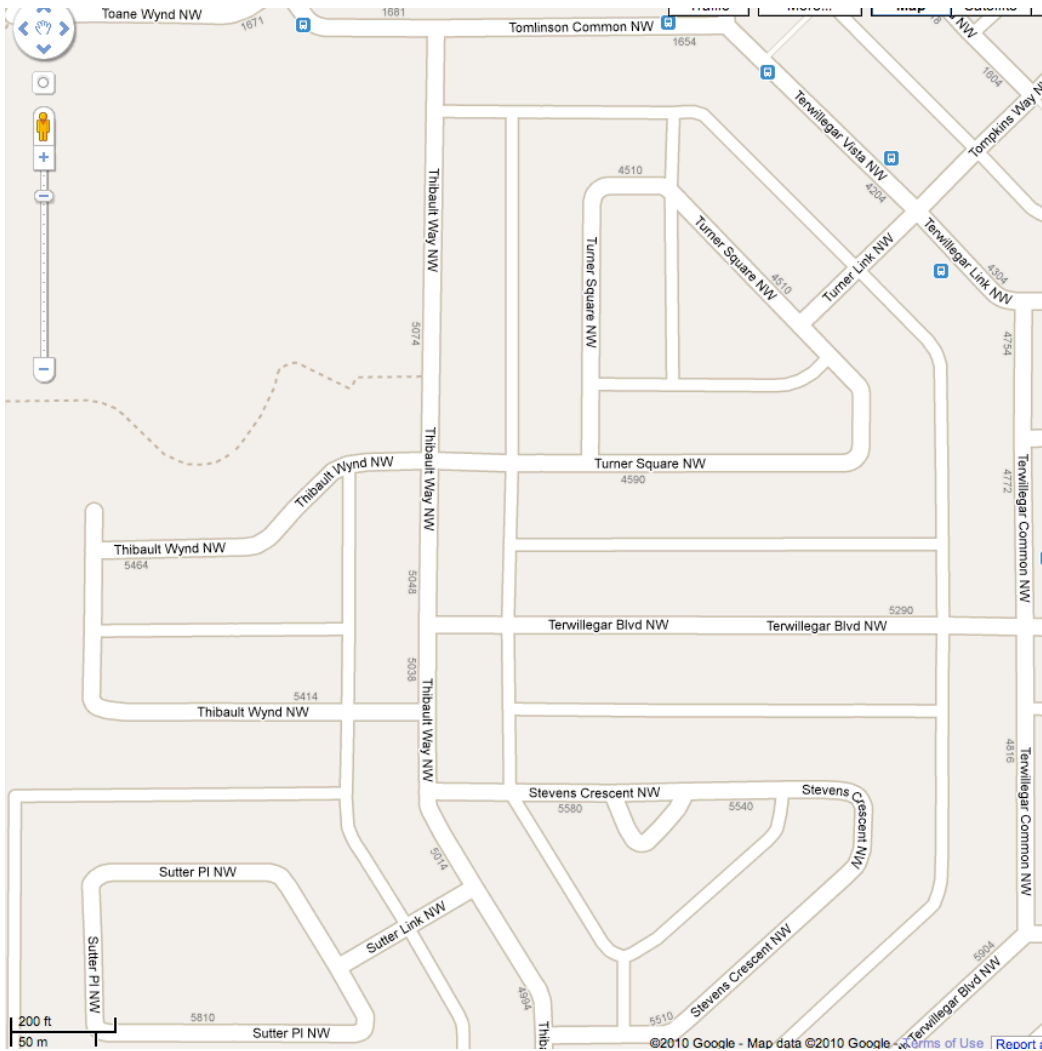 Toane Wynd NW
1671
1681
Tomlinson Common NW
1654
Map
1604
Tompkins Way NW
Terwillegar Vista NW
4204
Thibault Way NW
4510
Turner Square NW
Turner Square NW
4510
Turner Link NW
Terwillegar Link NW
4304
5074
4754
Thibault Wynd NW
Thibault Way NW
Turner Square NW
4590
Terwillegar Common NW
4772
Thibault Wynd NW
5464
5048
5290
Terwillegar Blvd NW
Terwillegar Blvd NW
5038
5414
Thibault Wynd NW
Thibault Way NW
4816
Terwillegar Common NW
Stevens Crescent NW
5580
5540
Stevens Crescent NW
5014
Sutter Pl NW
Sutter Link NW
Sutter Pl NW
Stevens Crescent NW
5904
Terwillegar Blvd NW
4994
5510
200 ft
50 m
5810
Sutter Pl NW
©2010 Google - Map data ©2010 Google - Terms of Use
Report a